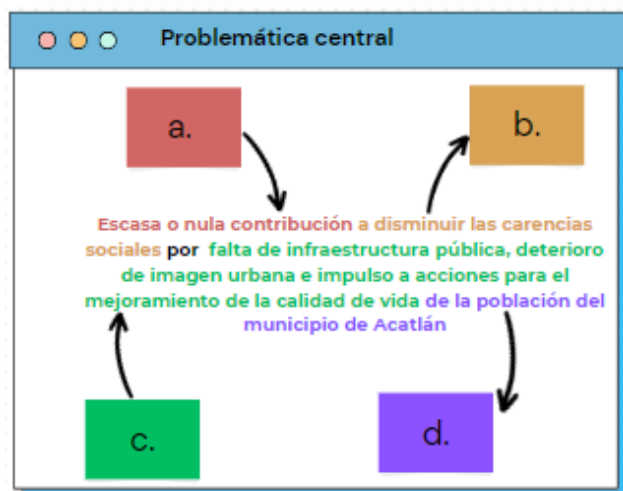 Problemática central
a.
b.
Escasa o nula contribución a disminuir las carencias
sociales por falta de infraestructura pública, deterioro
de imagen urbana e impulso a acciones para el
mejoramiento de la calidad de vida de la población del
municipio de Acatlán
c.
d.